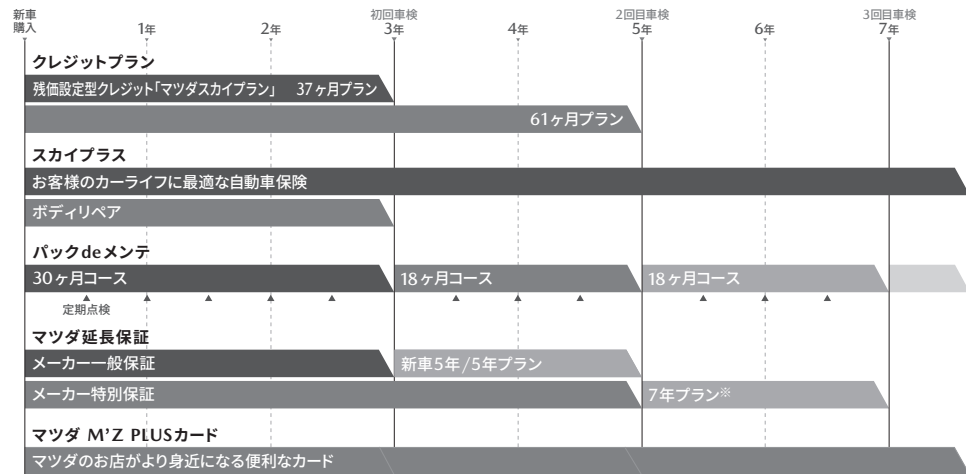 新車
購入
1年
2年
初回車検
3年
4年
2回目車検
5年
6年
3回目車検
7年
クレジットプラン
残価設定型クレジット「マツダスカイプラン」 37ヶ月プラン
61ヶ月プラン
スカイプラス
お客様のカーライフに最適な自動車保険
ボディリペア
パックdeメンテ
30ヶ月コース
18ヶ月コース
18ヶ月コース
定期点検
マツダ延長保証
メーカー一般保証
新車5年/5年プラン
メーカー特別保証
7年プラン※
マツダ M'Z PLUSカード
マツダのお店がより身近になる便利なカード